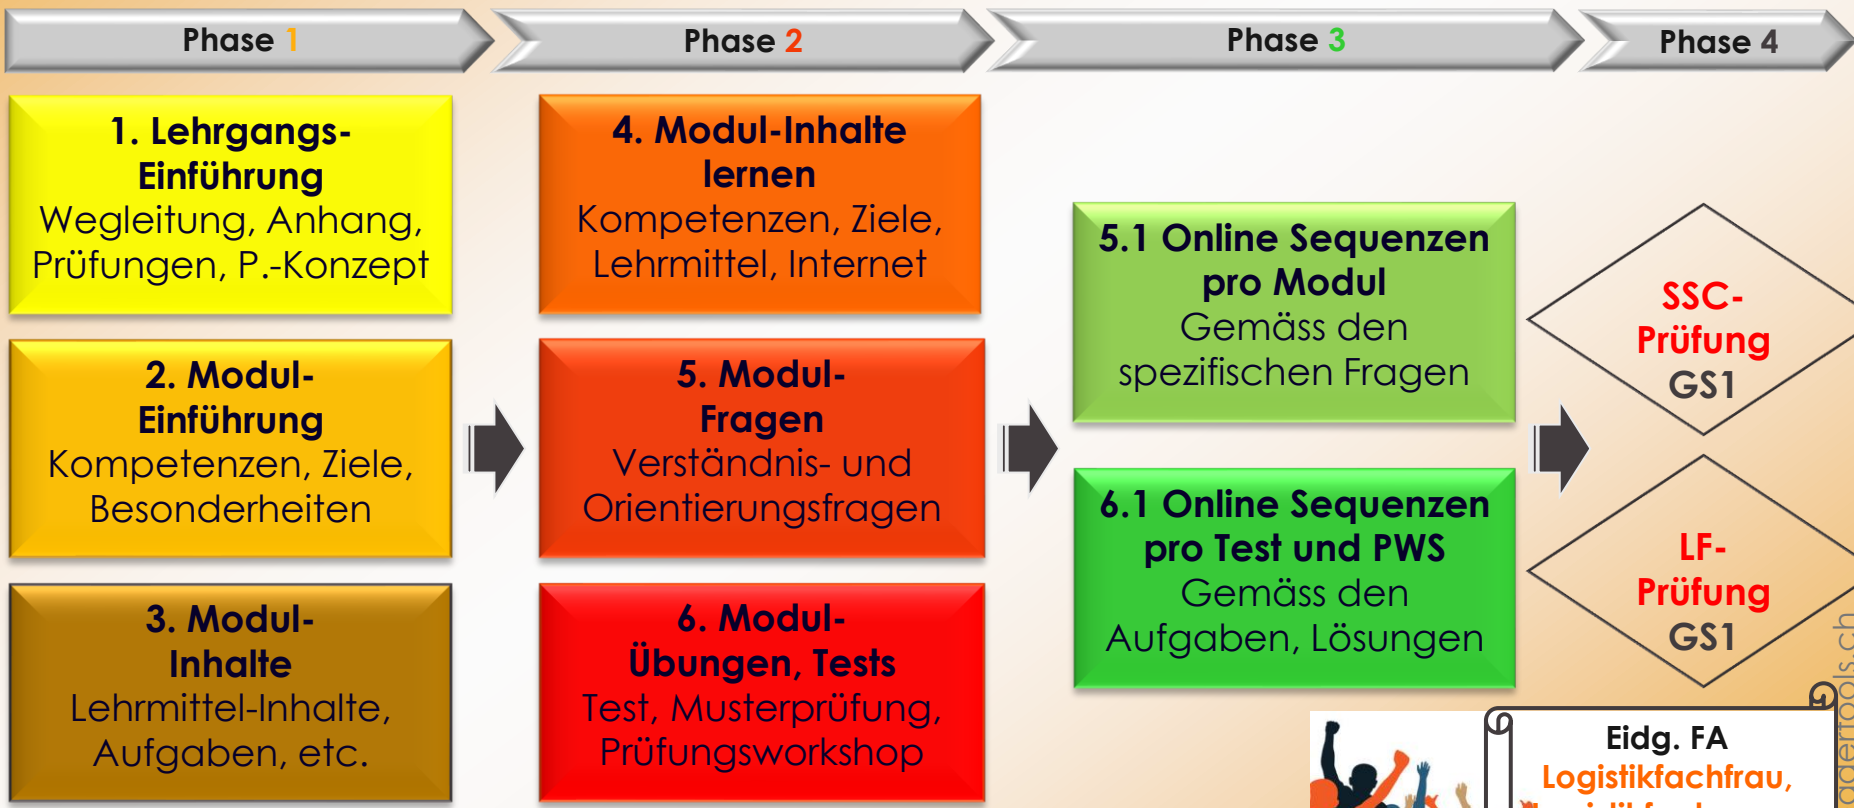 Phase 1
Phase 2
Phase 3
Phase 4
1. Lehrgangs-
Einführung
Wegleitung, Anhang,
Prüfungen, P.-Konzept
2. Modul-
Einführung
Kompetenzen, Ziele,
Besonderheiten
3. Modul-
Inhalte
Lehrmittel-Inhalte,
Aufgaben, etc.
4. Modul-Inhalte
lernen
Kompetenzen, Ziele,
Lehrmittel, Internet
5. Modul-
Fragen
Verständnis- und
Orientierungsfragen
6. Modul-
Übungen, Tests
Test, Musterprüfung,
Prüfungsworkshop
5.1 Online Sequenzen
pro Modul
Gemäss den
spezifischen Fragen
6.1 Online Sequenzen
pro Test und PWS
Gemäss den
Aufgaben, Lösungen
SSC-
Prüfung
GS1
LF-
Prüfung
GS1
Eidg. FA
Logistikfachfrau,